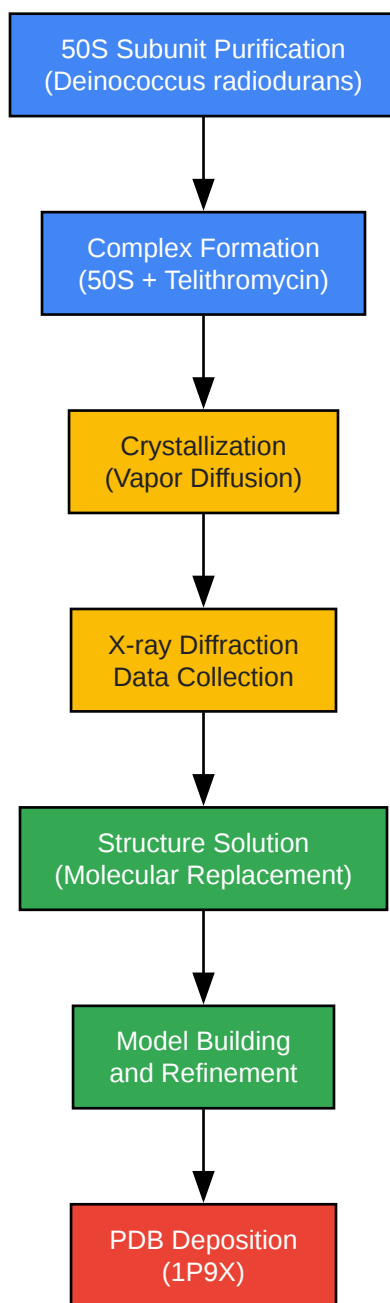 50S Subunit Purification
(Deinococcus radiodurans)
Complex Formation
(50S + Telithromycin)
Crystallization
(Vapor Diffusion)
X-ray Diffraction
Data Collection
Structure Solution
(Molecular Replacement)
Model Building
and Refinement
PDB Deposition
(1P9X)